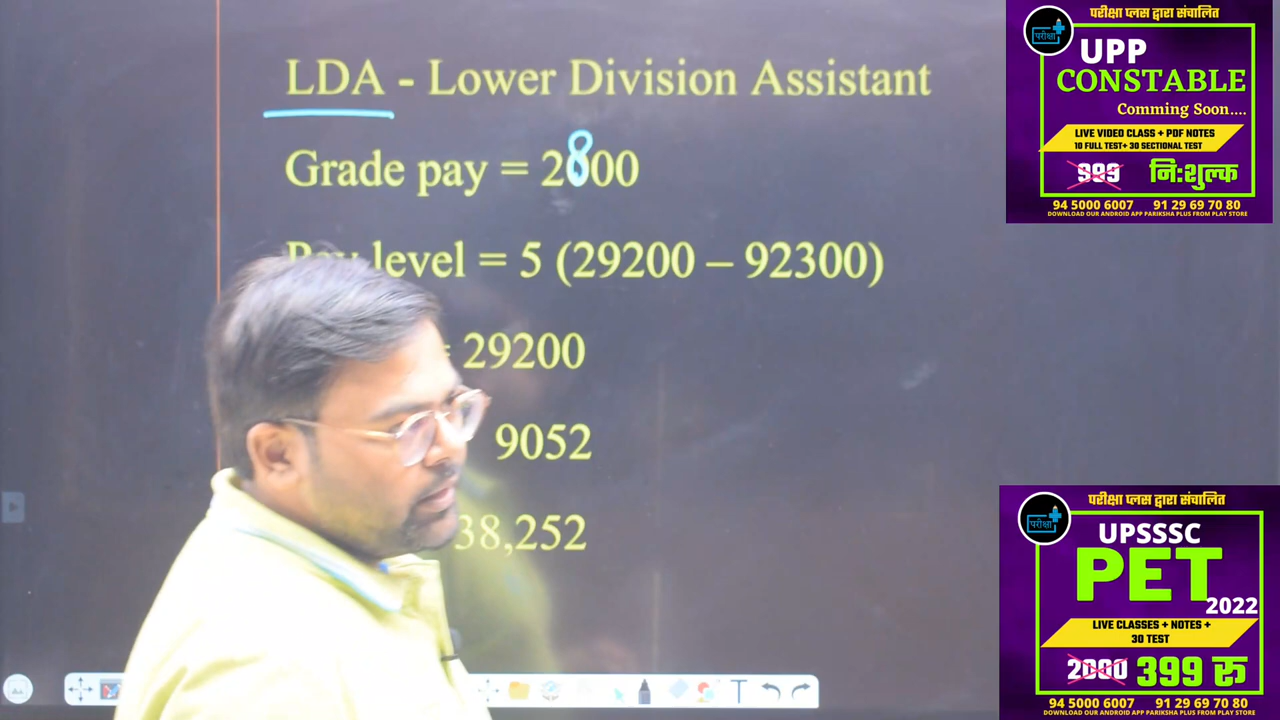 LDA - Lower Division Assistant
Grade pay = 2800
Pay level = 5 (29200 – 92300)
= 29200
9052
38,252
परीक्षा प्लस द्वारा संचालित
परीक्षा
UPP
CONSTABLE
Comming Soon....
LIVE VIDEO CLASS + PDF NOTES
10 FULL TEST+ 30 SECTIONAL TEST
999 नि:शुल्क
94 5000 6007 91 29 69 70 80
DOWNLOAD OUR ANDROID APP PARIKSHA PLUS FROM PLAY STORE
परीक्षा प्लस द्वारा संचालित
परीक्षा
UPSSSC
PET
2022
LIVE CLASSES + NOTES +
30 TEST
2000 399 रु
94 5000 6007 91 29 69 70 80
DOWNLOAD OUR ANDROID APP PARIKSHA PLUS FROM PLAY STORE